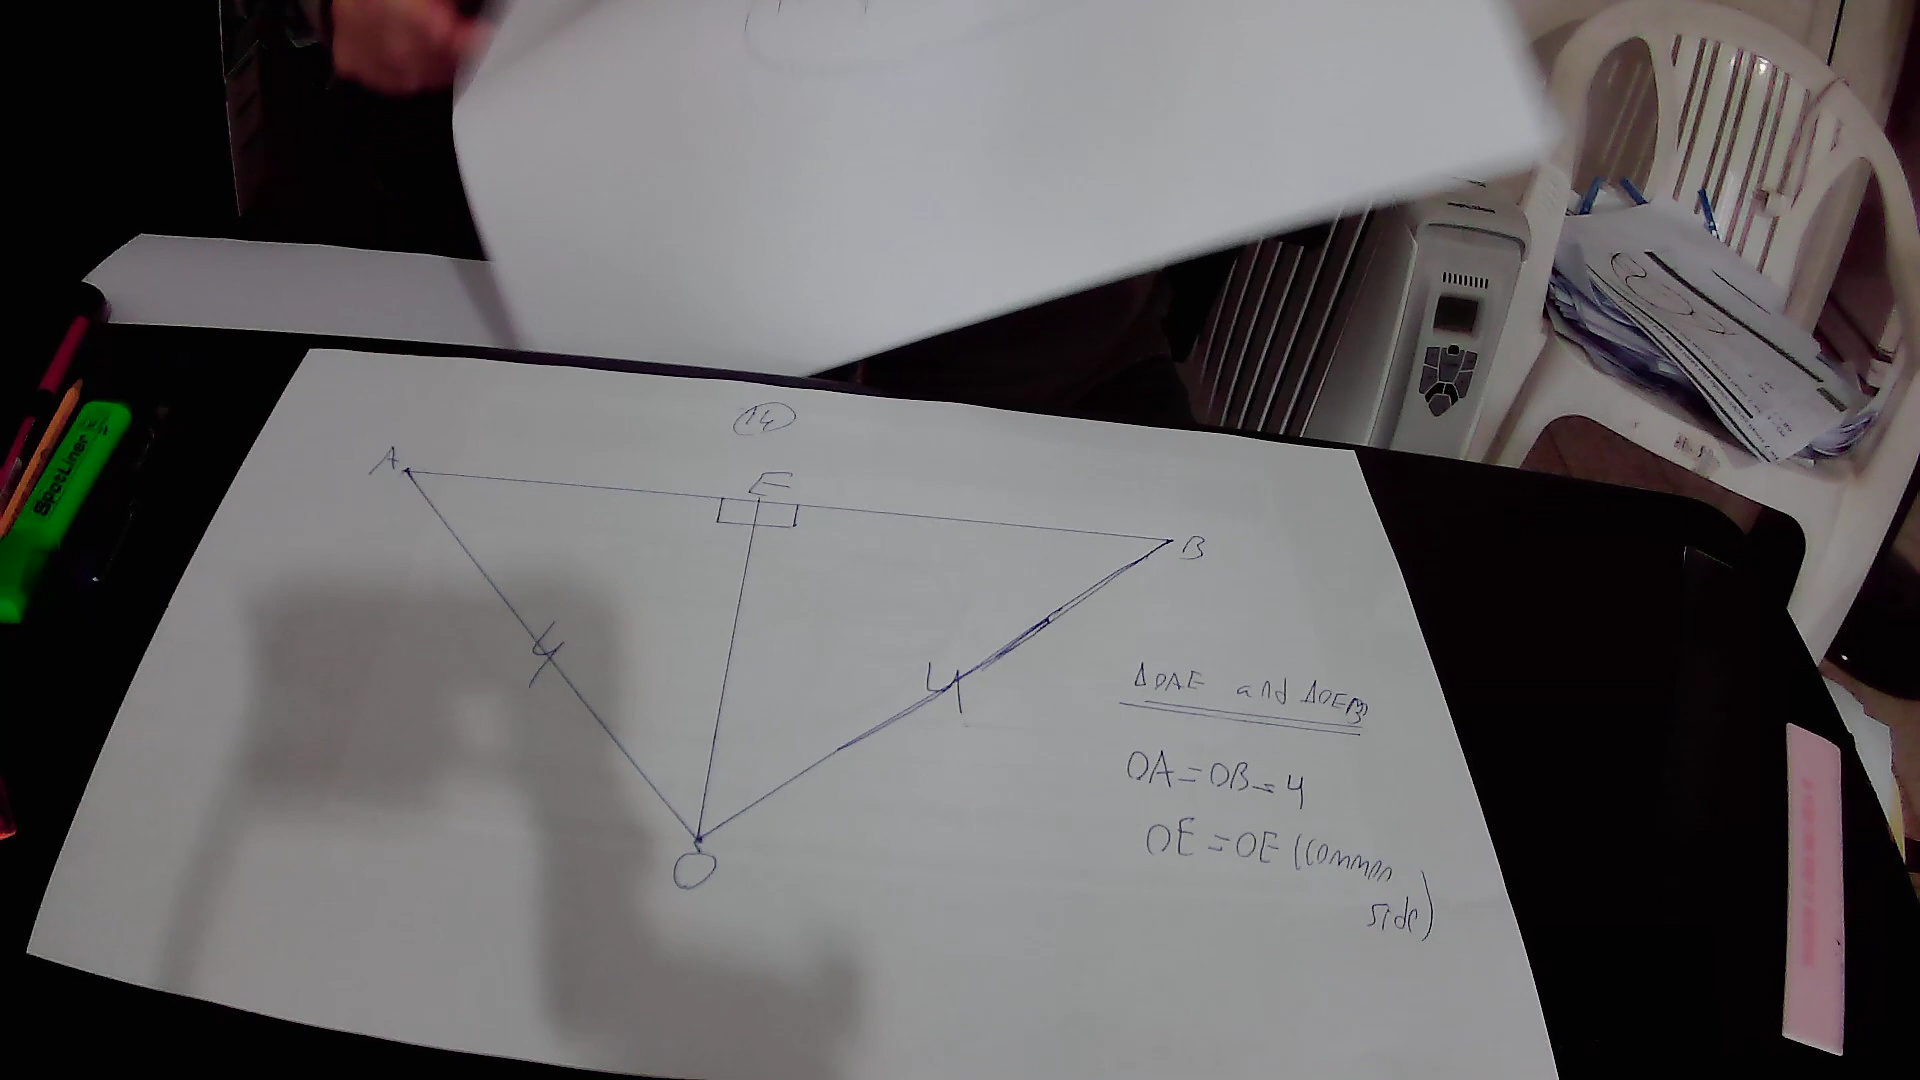 14
A
E
B
4
4
O
ΔOAE and ΔOEB
OA=OB=4
OE=OE (common
side)
SpotLiner